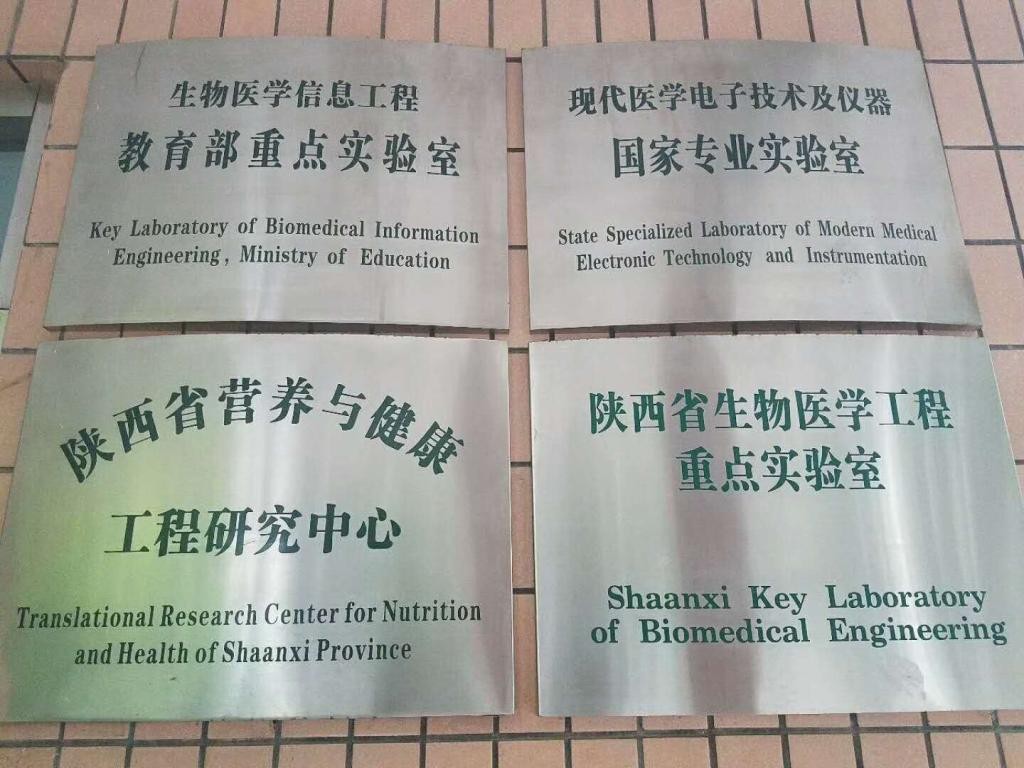 生物医学信息工程
教育部重点实验室
Key Laboratory of Biomedical Information
Engineering, Ministry of Education
现代医学电子技术及仪器
国家专业实验室
State Specialized Laboratory of Modern Medical
Electronic Technology and Instrumentation
陕西省营养与健康
工程研究中心
Translational Research Center for Nutrition
and Health of Shaanxi Province
陕西省生物医学工程
重点实验室
Shaanxi Key Laboratory
of Biomedical Engineering